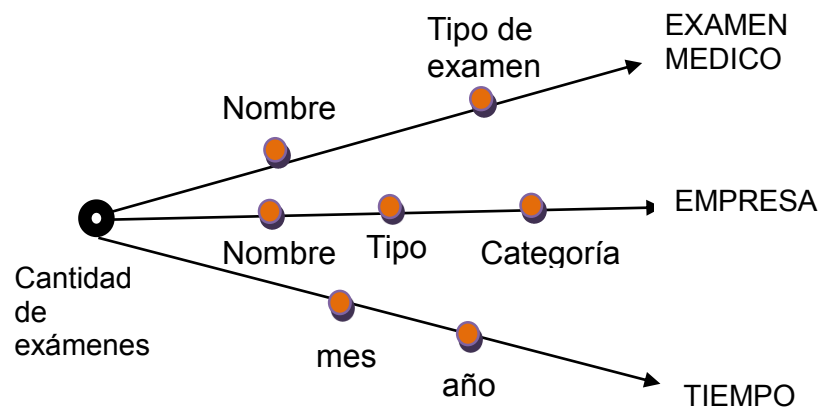 Tipo de
examen
EXAMEN
MEDICO
Nombre
EMPRESA
Nombre
Tipo
Categoría
Cantidad
de
exámenes
mes
año
TIEMPO